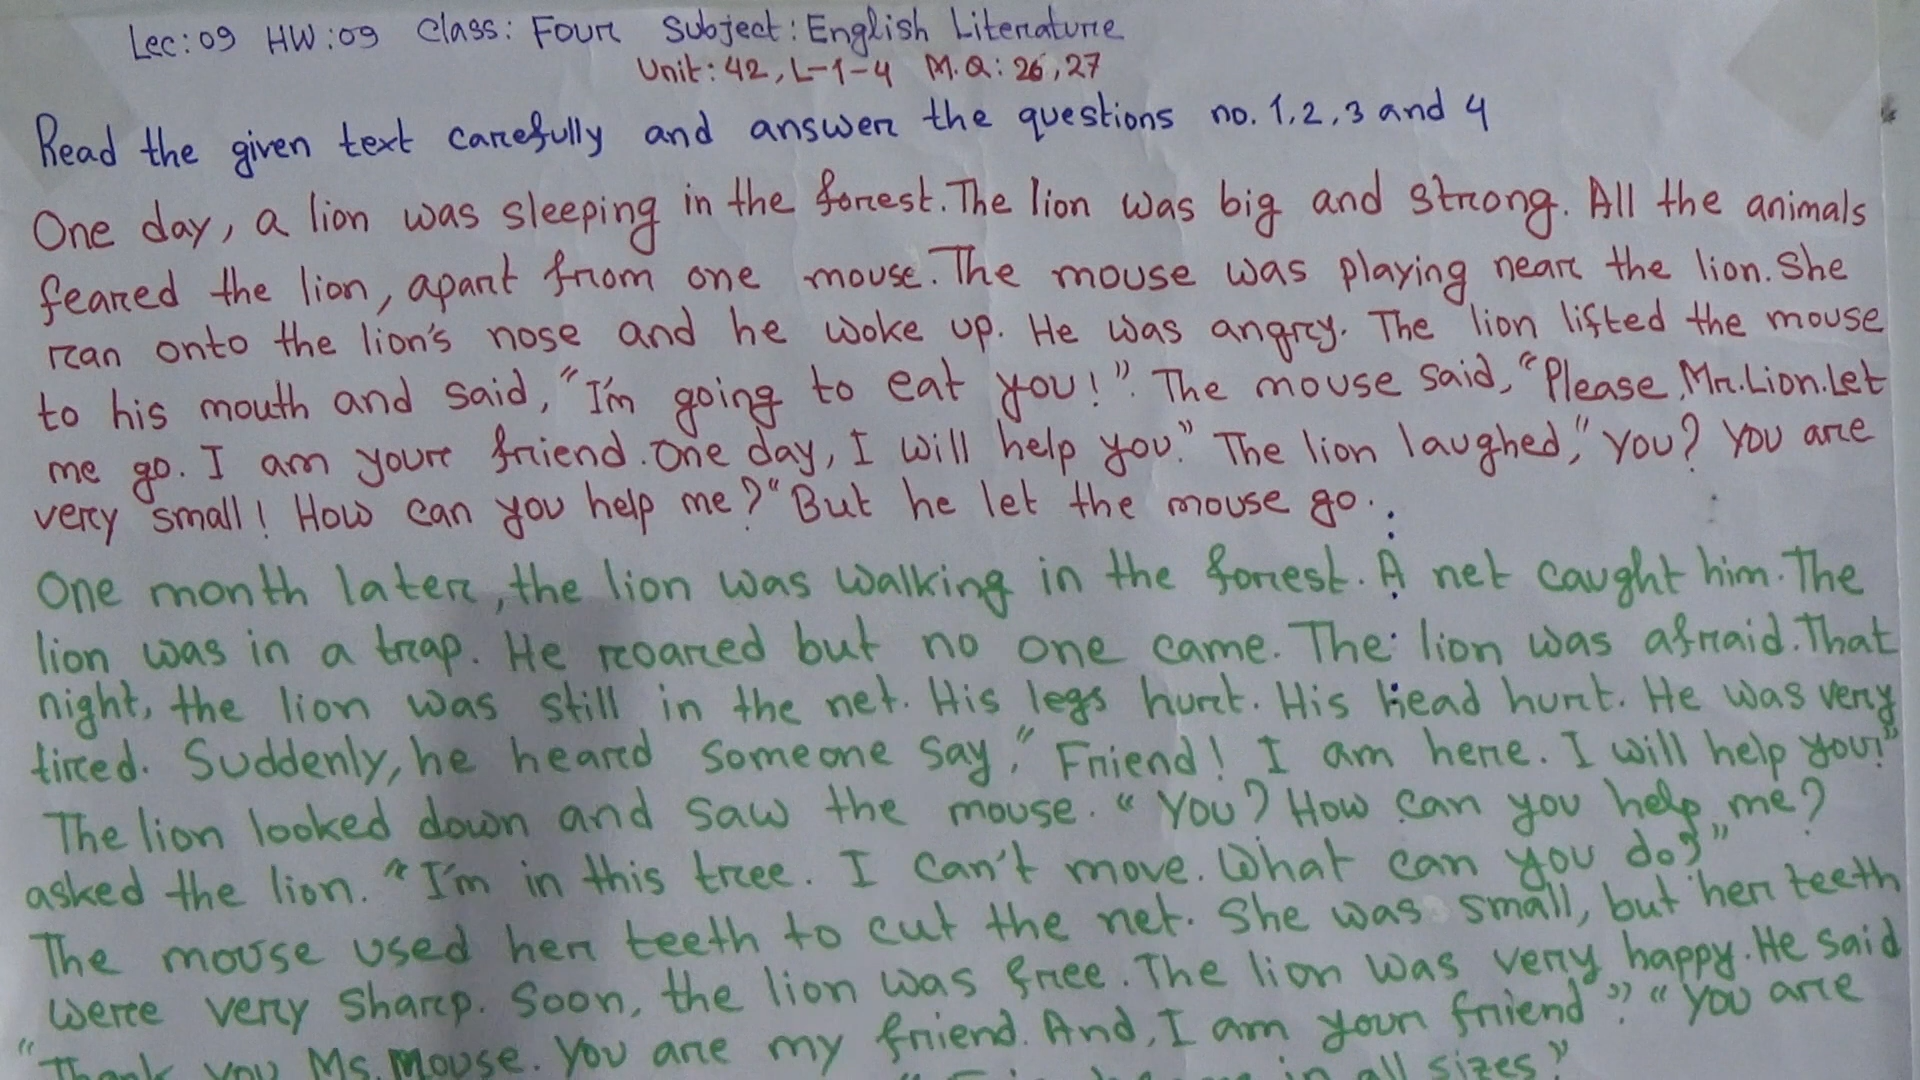 Lec: 09 HW: 09 Class: Four Subject: English Literature
Unit: 42, L-1-4 M.Q: 26, 27
Read the given text carefully and answer the questions no. 1, 2, 3 and 4
One day, a lion was sleeping in the forest. The lion was big and strong. All the animals
feared the lion, apart from one mouse. The mouse was playing near the lion. She
ran onto the lion's nose and he woke up. He was angry. The lion lifted the mouse
to his mouth and said, "I'm going to eat you!". The mouse said, "Please, Mr. Lion. Let
me go. I am your friend. One day, I will help you." The lion laughed, "You? You are
very small! How can you help me?" But he let the mouse go.
One month later, the lion was walking in the forest. A net caught him. The
lion was in a trap. He roared but no one came. The lion was afraid. That
night, the lion was still in the net. His legs hurt. His head hurt. He was very
tired. Suddenly, he heard someone say, "Friend! I am here. I will help you!"
The lion looked down and saw the mouse. "You? How can you help me?
asked the lion. "I'm in this tree. I can't move. What can you do?"
The mouse used her teeth to cut the net. She was small, but her teeth
were very sharp. Soon, the lion was free. The lion was very happy. He said
"Thank you Ms. Mouse. You are my friend. And, I am your friend". "You are
in all sizes."